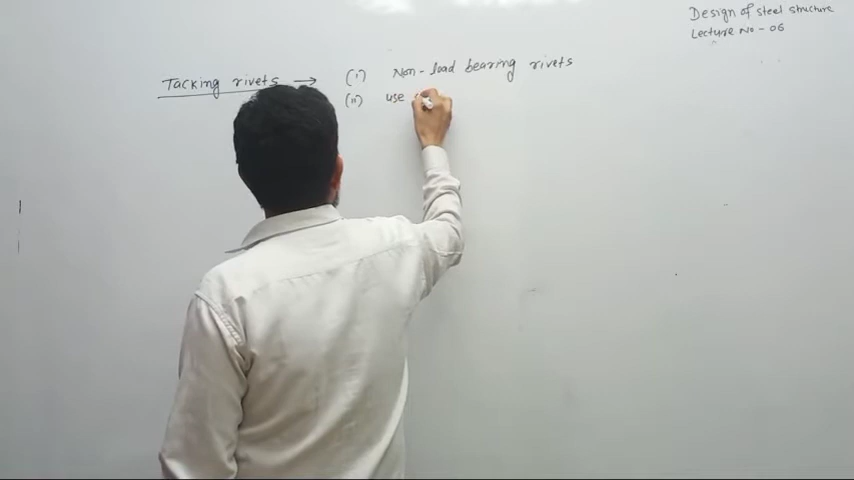 Design of steel structure
Lecture No - 06
Tacking rivets → (i) Non-load bearing rivets
(ii) use